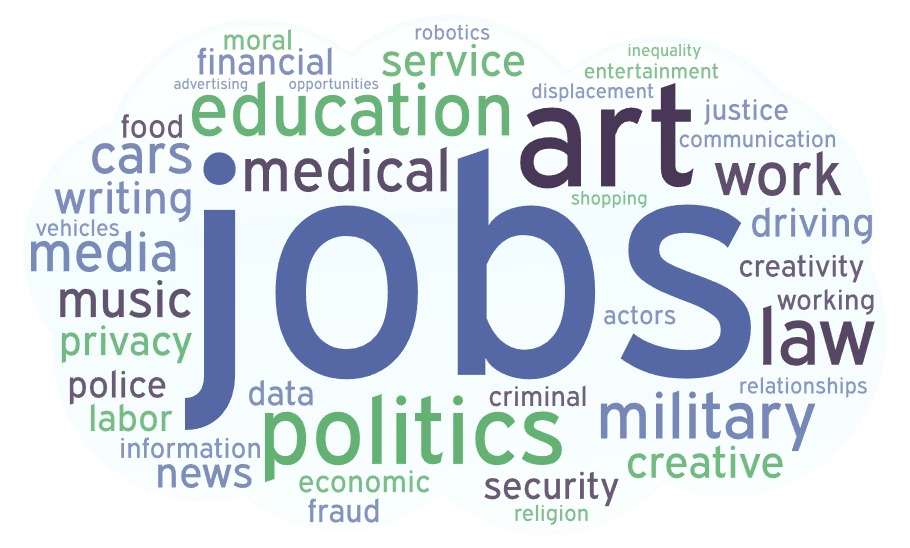 robotics
moral
inequality
financial
service
entertainment
advertising
opportunities
displacement
education
art
justice
food
communication
cars
medical
work
writing
shopping
jobs
vehicles
driving
media
creativity
music
working
actors
privacy
law
police
data
criminal
relationships
labor
politics
military
information
news
creative
economic
security
fraud
religion